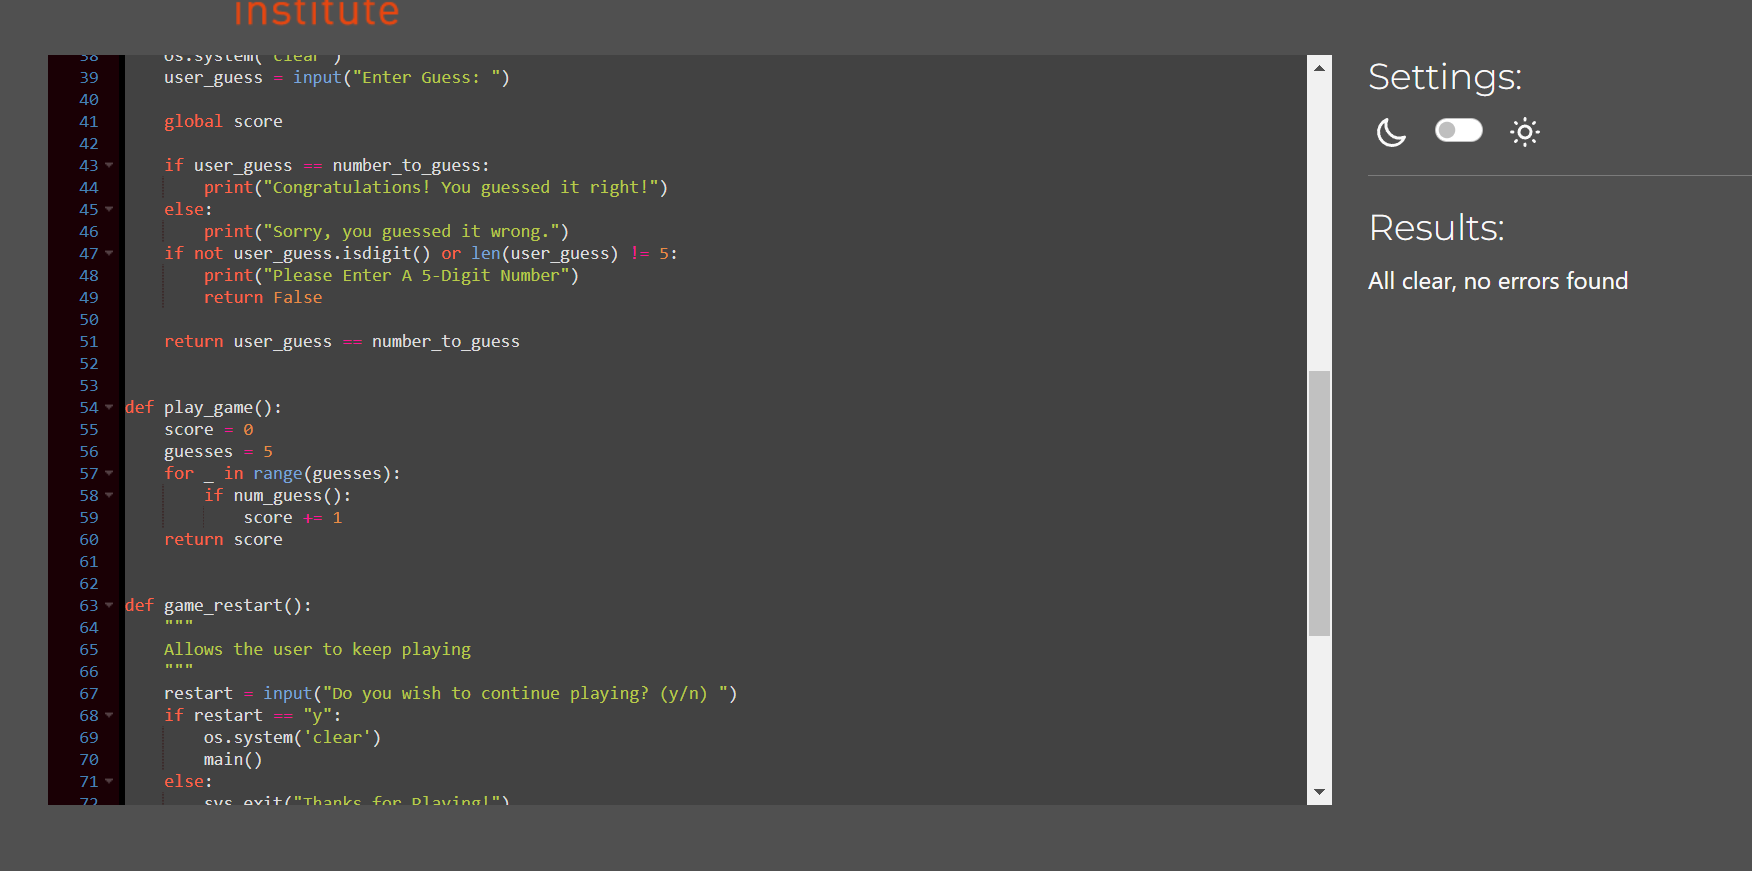 institute
38     os.system('clear')
39     user_guess = input("Enter Guess: ")
40
41     global score
42
43     if user_guess == number_to_guess:
44         print("Congratulations! You guessed it right!")
45     else:
46         print("Sorry, you guessed it wrong.")
47     if not user_guess.isdigit() or len(user_guess) != 5:
48         print("Please Enter A 5-Digit Number")
49         return False
50
51     return user_guess == number_to_guess
52
53
54 def play_game():
55     score = 0
56     guesses = 5
57     for _ in range(guesses):
58         if num_guess():
59             score += 1
60     return score
61
62
63 def game_restart():
64     """
65     Allows the user to keep playing
66     """
67     restart = input("Do you wish to continue playing? (y/n) ")
68     if restart == "y":
69         os.system('clear')
70         main()
71     else:
72         sys.exit("Thanks for Playing!")
Settings:
Results:
All clear, no errors found